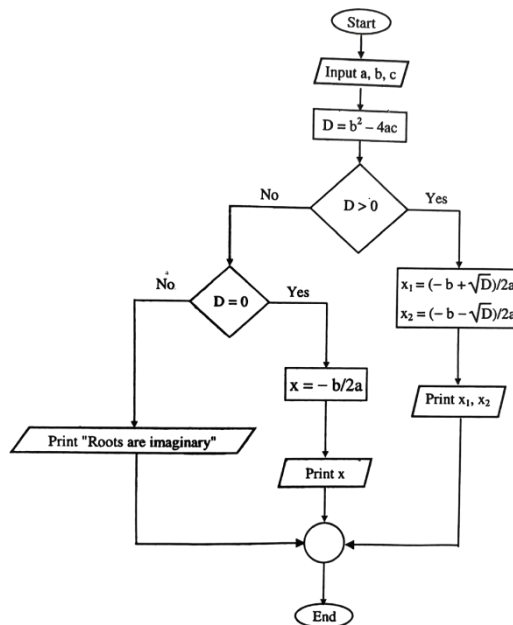 Start
Input a, b, c
D = b² – 4ac
D > 0
No
Yes
x₁ = (– b + √D)/2a
x₂ = (– b – √D)/2a
Print x₁, x₂
D = 0
No
Yes
x = – b/2a
Print x
Print "Roots are imaginary"
End